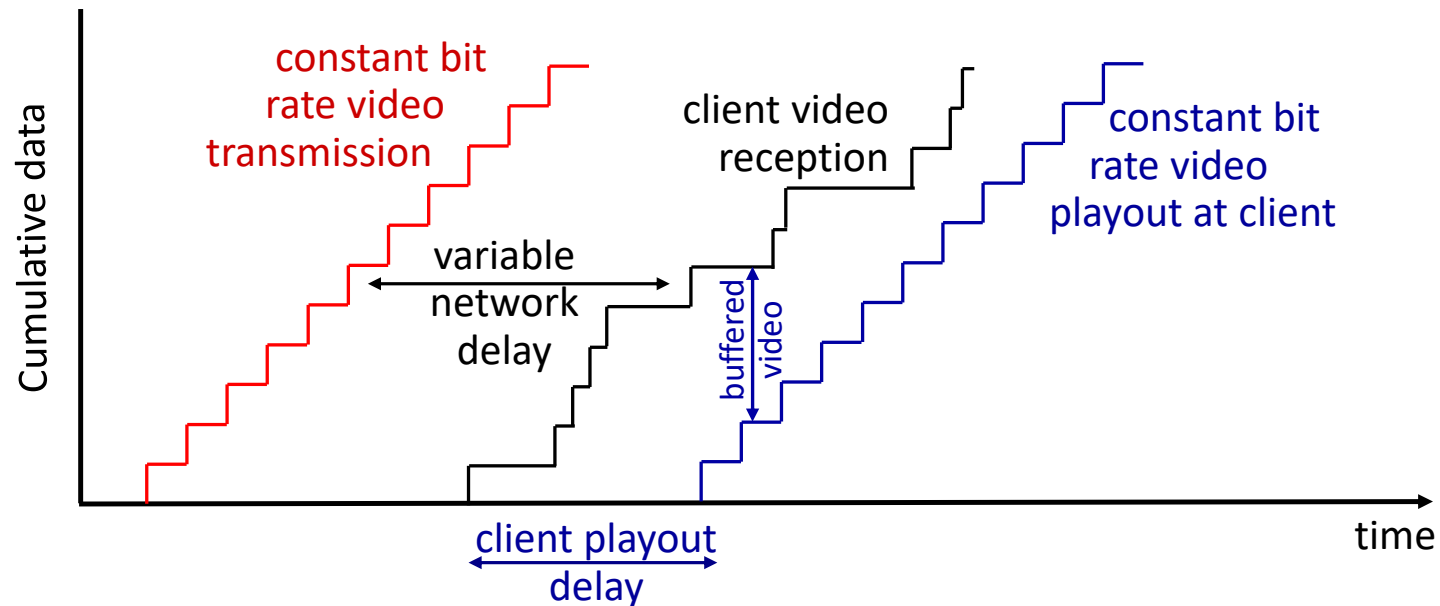 Cumulative data
constant bit
rate video
transmission
variable
network
delay
client video
reception
buffered
video
constant bit
rate video
playout at client
client playout
delay
time